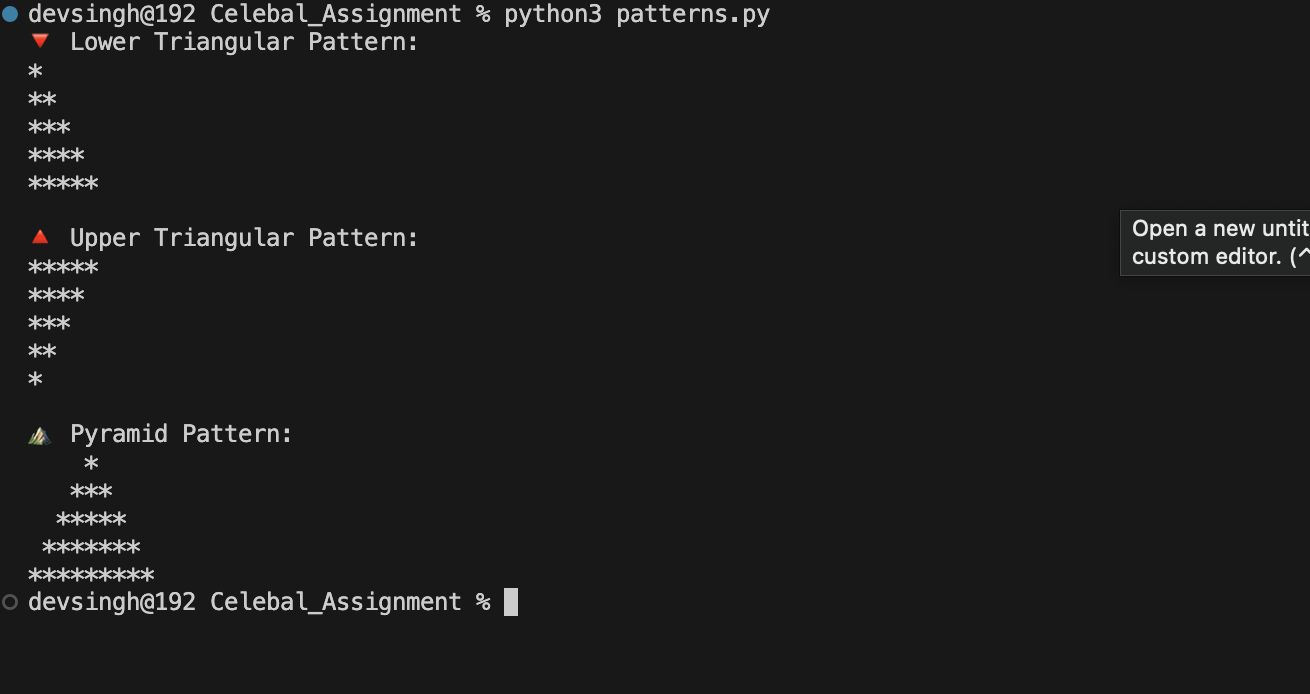 devsingh@192 Celebal_Assignment % python3 patterns.py
🔻 Lower Triangular Pattern:
*
**
***
****
*****

🔺 Upper Triangular Pattern:
*****
****
***
**
*

⛰️ Pyramid Pattern:
    *
   ***
  *****
 *******
*********
devsingh@192 Celebal_Assignment %
Open a new untit
custom editor. (^